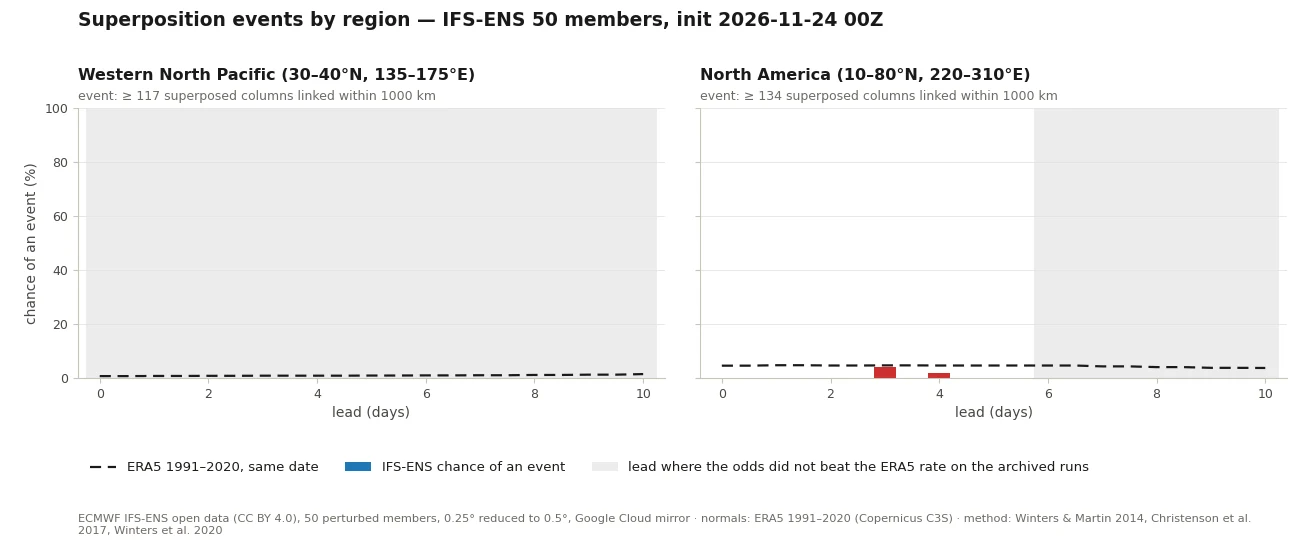 Superposition events by region — IFS-ENS 50 members, init 2026-11-24 00Z
Western North Pacific (30–40°N, 135–175°E)
event: ≥ 117 superposed columns linked within 1000 km
North America (10–80°N, 220–310°E)
event: ≥ 134 superposed columns linked within 1000 km
chance of an event (%)
100
80
60
40
20
0
0 2 4 6 8 10
lead (days)
0 2 4 6 8 10
lead (days)
ERA5 1991–2020, same date
IFS-ENS chance of an event
lead where the odds did not beat the ERA5 rate on the archived runs
ECMWF IFS-ENS open data (CC BY 4.0), 50 perturbed members, 0.25° reduced to 0.5°, Google Cloud mirror · normals: ERA5 1991–2020 (Copernicus C3S) · method: Winters & Martin 2014, Christenson et al.
2017, Winters et al. 2020